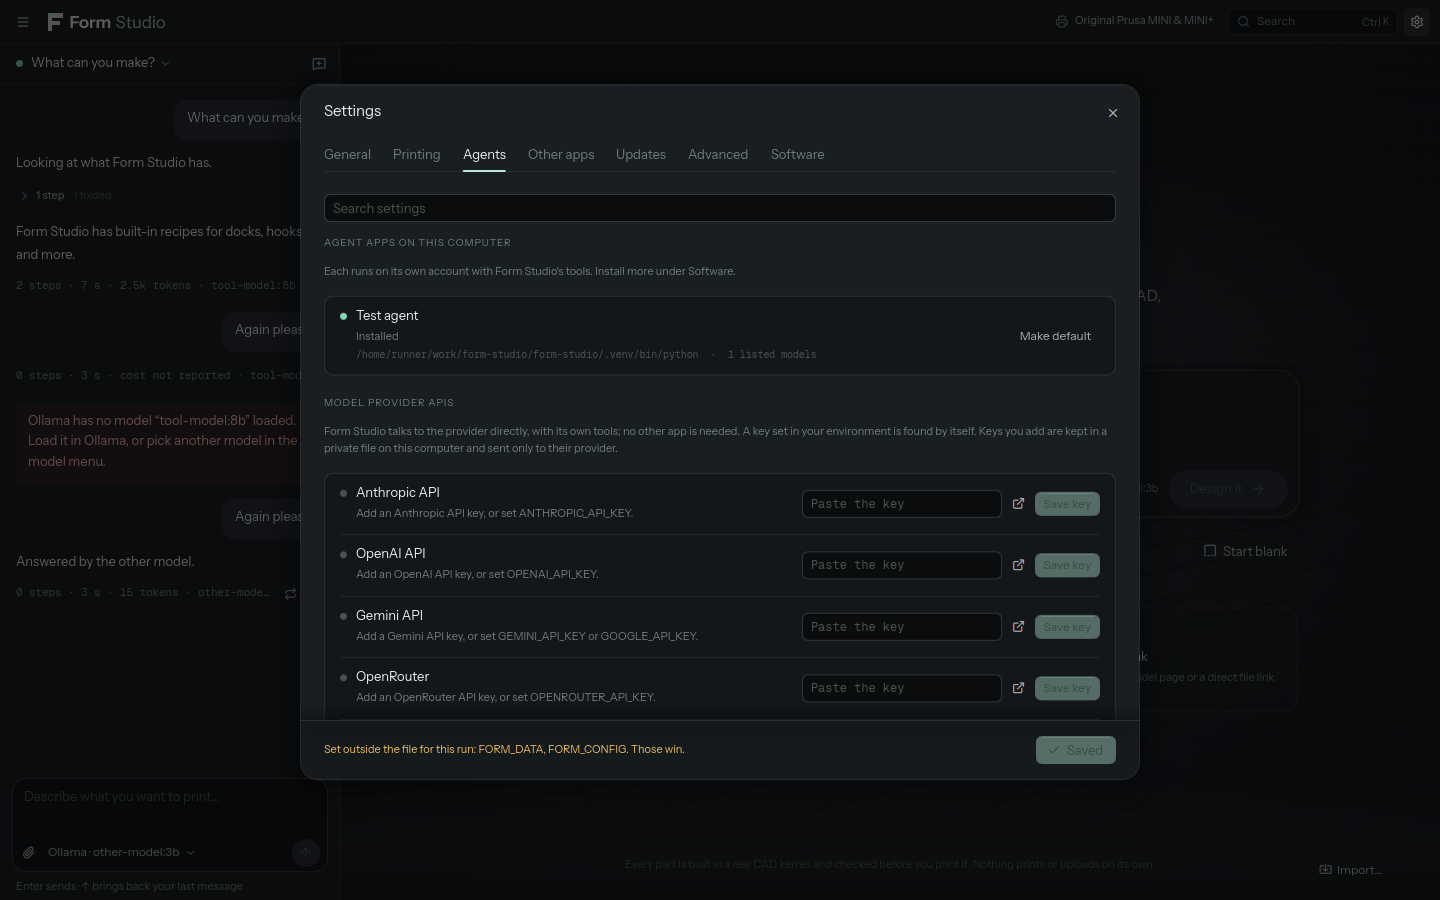 Form Studio
Original Prusa MINI & MINI+
Search
Ctrl K
What can you make?
What can you make
Looking at what Form Studio has.
1 step 1 folded
Form Studio has built-in recipes for docks, hooks
and more.
2 steps · 7 s · 2.5k tokens · tool-model:8b
Again pleas
0 steps · 3 s · cost not reported · tool-mod
Ollama has no model “tool-model:8b” loaded.
Load it in Ollama, or pick another model in the
model menu.
Again pleas
Answered by the other model.
0 steps · 3 s · 15 tokens · other-mode…
Describe what you want to print...
Ollama · other-model:3b
Enter sends · ↑ brings back your last message
Settings
General
Printing
Agents
Other apps
Updates
Advanced
Software
Search settings
AGENT APPS ON THIS COMPUTER
Each runs on its own account with Form Studio's tools. Install more under Software.
Test agent
Installed
/home/runner/work/form-studio/form-studio/.venv/bin/python · 1 listed models
Make default
MODEL PROVIDER APIS
Form Studio talks to the provider directly, with its own tools; no other app is needed. A key set in your environment is found by itself. Keys you add are kept in a
private file on this computer and sent only to their provider.
Anthropic API
Add an Anthropic API key, or set ANTHROPIC_API_KEY.
Paste the key
Save key
OpenAI API
Add an OpenAI API key, or set OPENAI_API_KEY.
Paste the key
Save key
Gemini API
Add a Gemini API key, or set GEMINI_API_KEY or GOOGLE_API_KEY.
Paste the key
Save key
OpenRouter
Add an OpenRouter API key, or set OPENROUTER_API_KEY.
Paste the key
Save key
Set outside the file for this run: FORM_DATA, FORM_CONFIG. Those win.
Saved
AD,
:3b
Design it
Start blank
nk
del page or a direct file link
Every part is built in a real CAD kernel and checked before you print it. Nothing prints or uploads on its own.
Import...